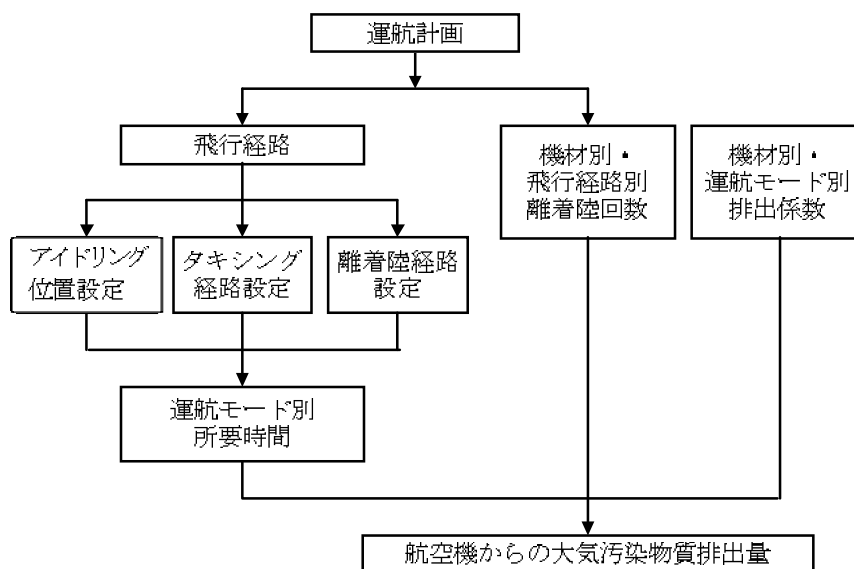 運航計画
飛行経路
機材別・
飛行経路別
離着陸回数
機材別・
運航モード別
排出係数
アイドリング
位置設定
タキシング
経路設定
離着陸経路
設定
運航モード別
所要時間
航空機からの大気汚染物質排出量